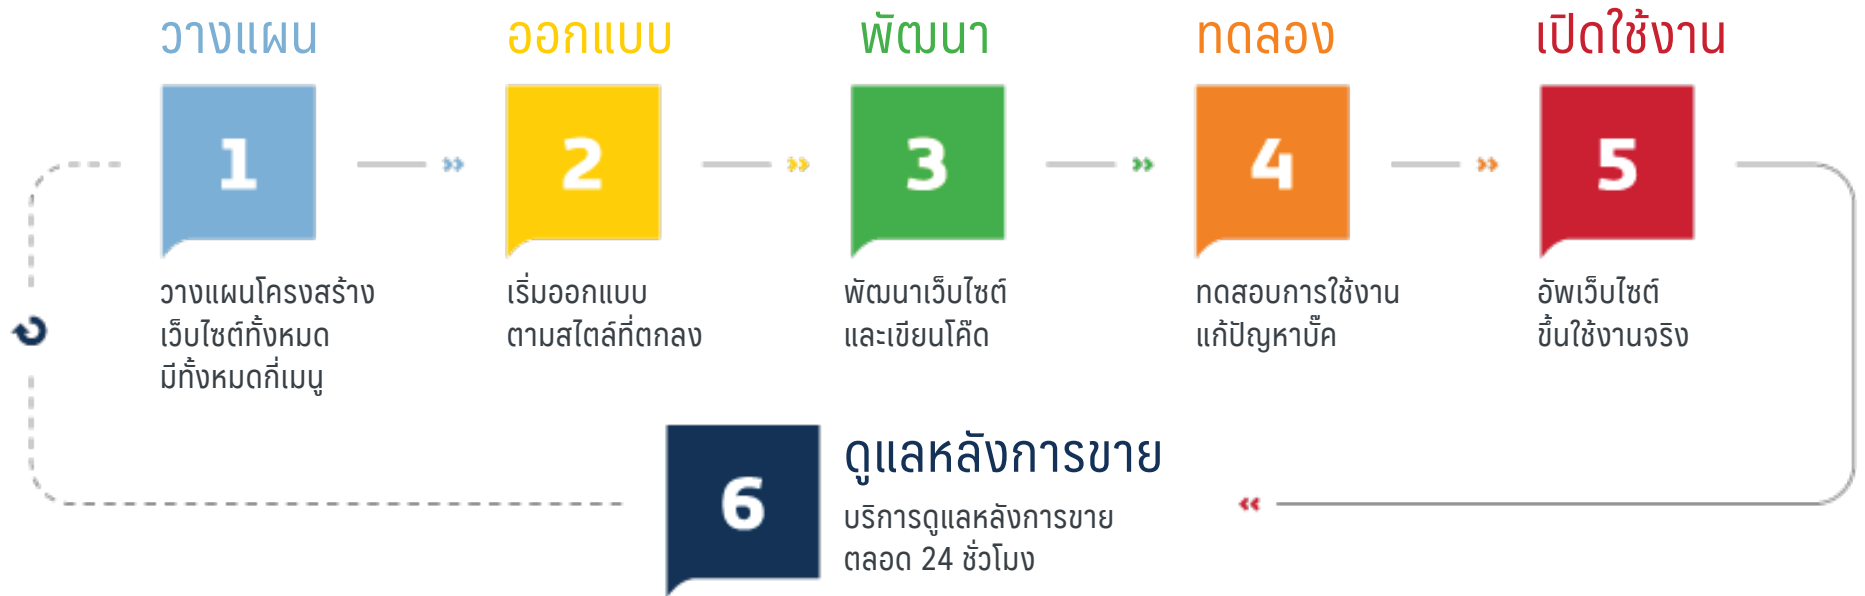 วางแผน
1
วางแผนโครงสร้าง
เว็บไซต์ทั้งหมด
มีทั้งหมดกี่เมนู
ออกแบบ
2
เริ่มออกแบบ
ตามสไตล์ที่ตกลง
พัฒนา
3
พัฒนาเว็บไซต์
และเขียนโค๊ด
ทดลอง
4
ทดสอบการใช้งาน
แก้ปัญหาบั๊ค
เปิดใช้งาน
5
อัพเว็บไซต์
ขึ้นใช้งานจริง
6
ดูแลหลังการขาย
บริการดูแลหลังการขาย
ตลอด 24 ชั่วโมง